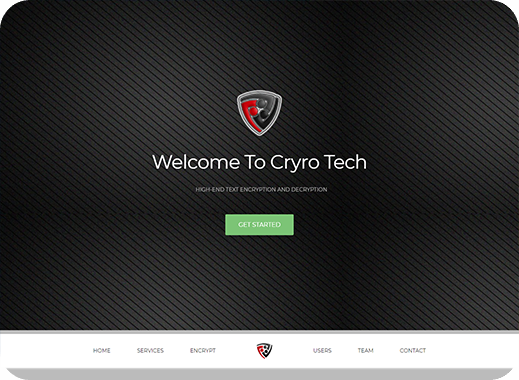 Welcome To Cryro Tech
HIGH-END TEXT ENCRYPTION AND DECRYPTION
GET STARTED
HOME SERVICES ENCRYPT USERS TEAM CONTACT